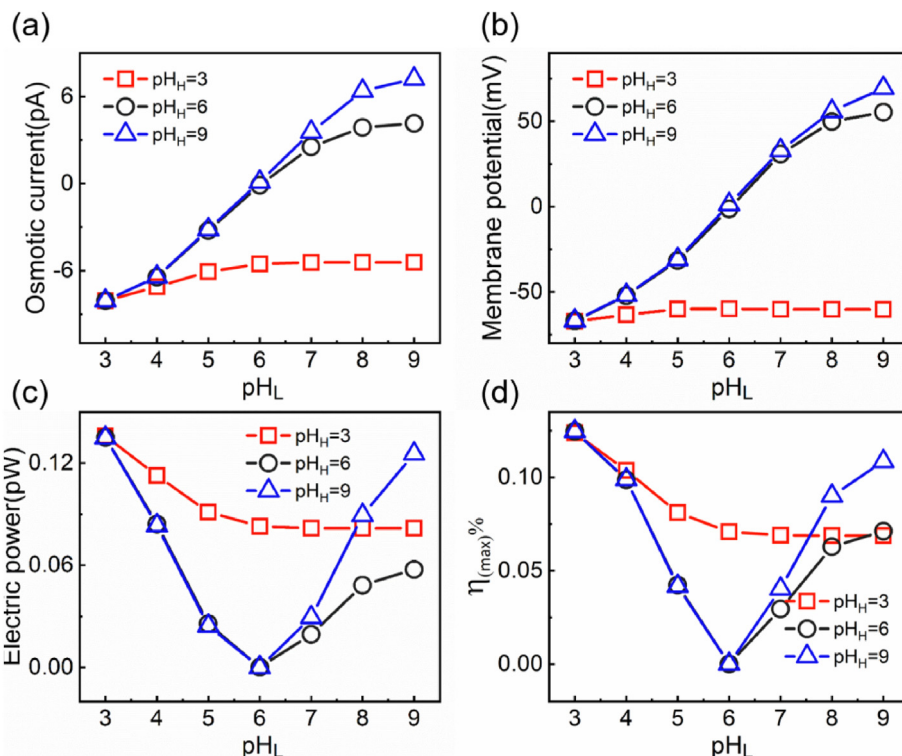 (a)
Osmotic current(pA)
6
0
-6
pH_H=3
pH_H=6
pH_H=9
3 4 5 6 7 8 9
pH_L
(b)
Membrane potential(mV)
50
0
-50
pH_H=3
pH_H=6
pH_H=9
3 4 5 6 7 8 9
pH_L
(c)
Electric power(pW)
0.12
0.06
0.00
pH_H=3
pH_H=6
pH_H=9
3 4 5 6 7 8 9
pH_L
(d)
η(max)%
0.10
0.05
0.00
pH_H=3
pH_H=6
pH_H=9
3 4 5 6 7 8 9
pH_L